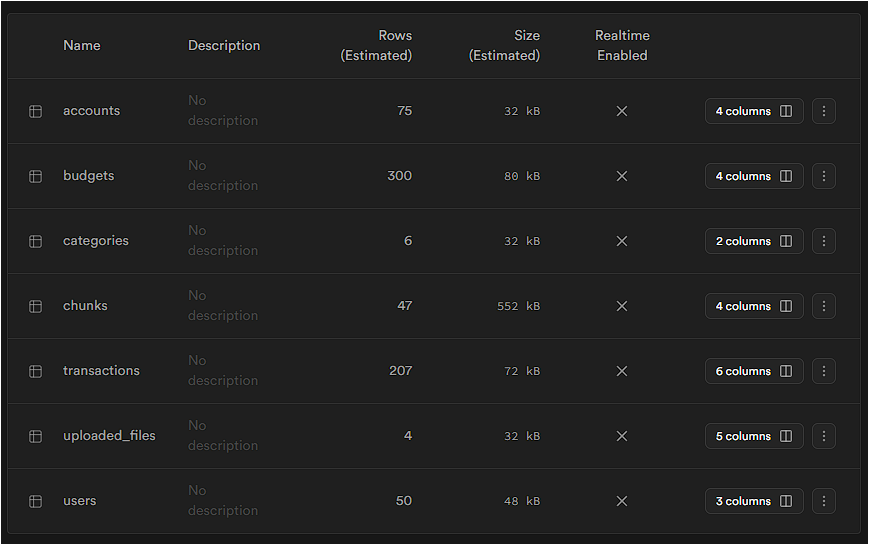 Name Description Rows (Estimated) Size (Estimated) Realtime Enabled
accounts No description 75 32 kB 4 columns
budgets No description 300 80 kB 4 columns
categories No description 6 32 kB 2 columns
chunks No description 47 552 kB 4 columns
transactions No description 207 72 kB 6 columns
uploaded_files No description 4 32 kB 5 columns
users No description 50 48 kB 3 columns